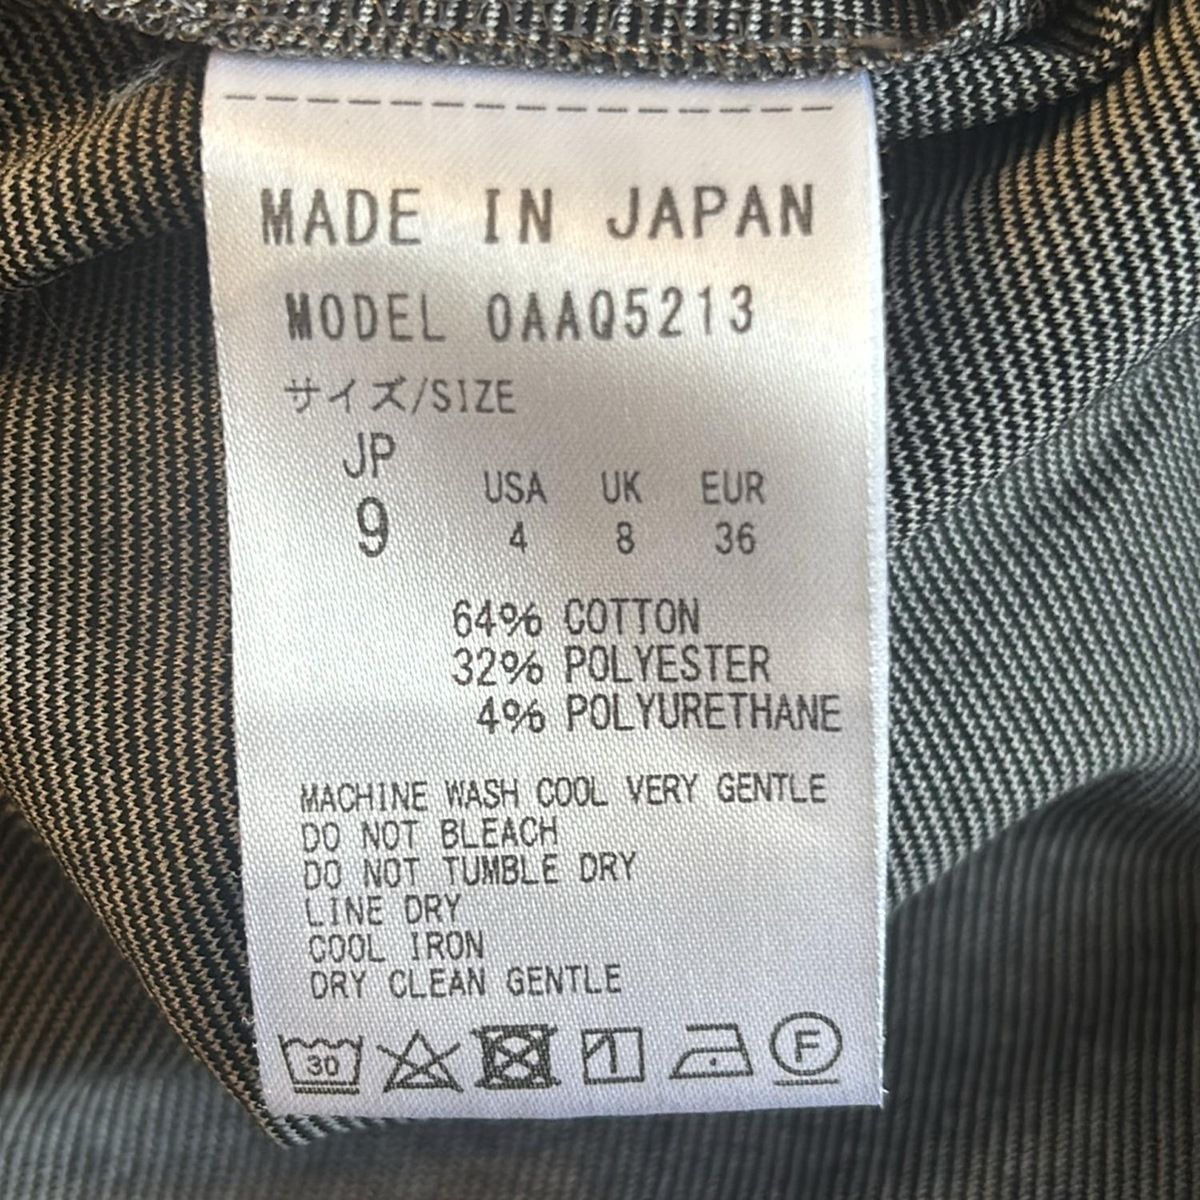 MADE IN JAPAN
MODEL 0AAQ5213
サイズ/SIZE
JP USA UK EUR
9 4 8 36
64% COTTON
32% POLYESTER
4% POLYURETHANE
MACHINE WASH COOL VERY GENTLE
DO NOT BLEACH
DO NOT TUMBLE DRY
LINE DRY
COOL IRON
DRY CLEAN GENTLE
30 F